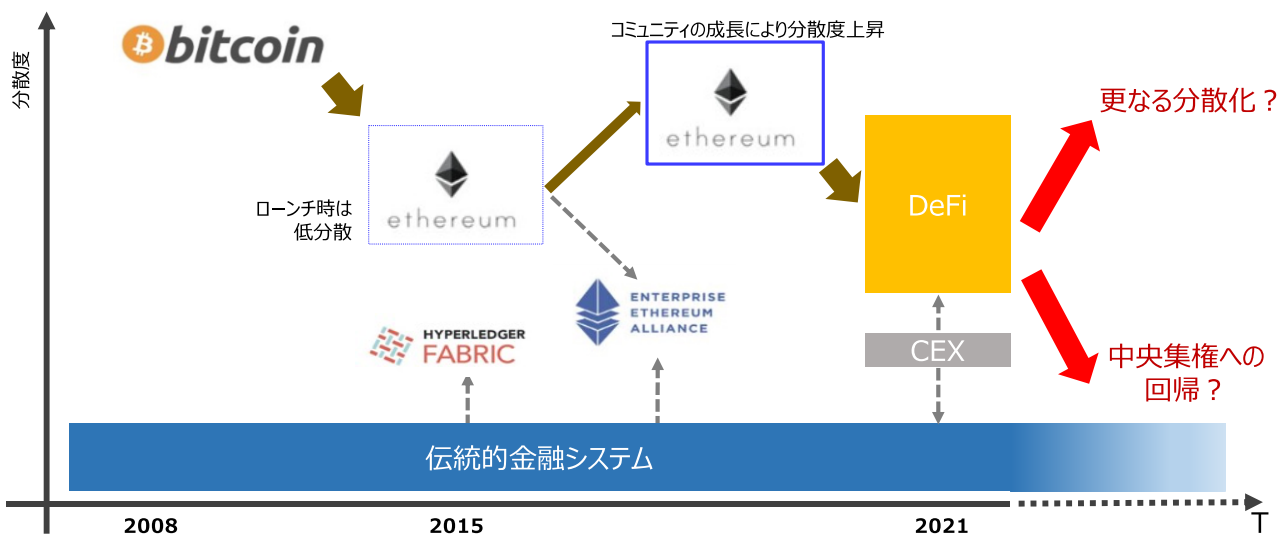 分散度
bitcoin
コミュニティの成長により分散度上昇
ethereum
更なる分散化？
ethereum
ローンチ時は
低分散
DeFi
ENTERPRISE
ETHEREUM
ALLIANCE
HYPERLEDGER
FABRIC
CEX
中央集権への
回帰？
伝統的金融システム
2008
2015
2021
T